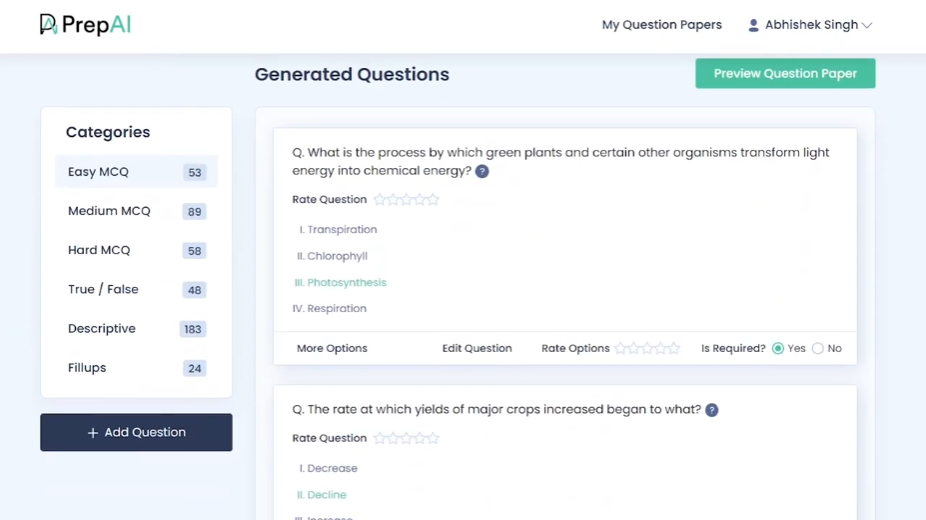 PrepAI
My Question Papers
Abhishek Singh
Generated Questions
Preview Question Paper
Categories
Easy MCQ 53
Medium MCQ 89
Hard MCQ 58
True / False 48
Descriptive 183
Fillups 24
+ Add Question
Q. What is the process by which green plants and certain other organisms transform light
energy into chemical energy? ?
Rate Question
I. Transpiration
II. Chlorophyll
III. Photosynthesis
IV. Respiration
More Options Edit Question Rate Options Is Required? Yes No
Q. The rate at which yields of major crops increased began to what? ?
Rate Question
I. Decrease
II. Decline
III. Increase